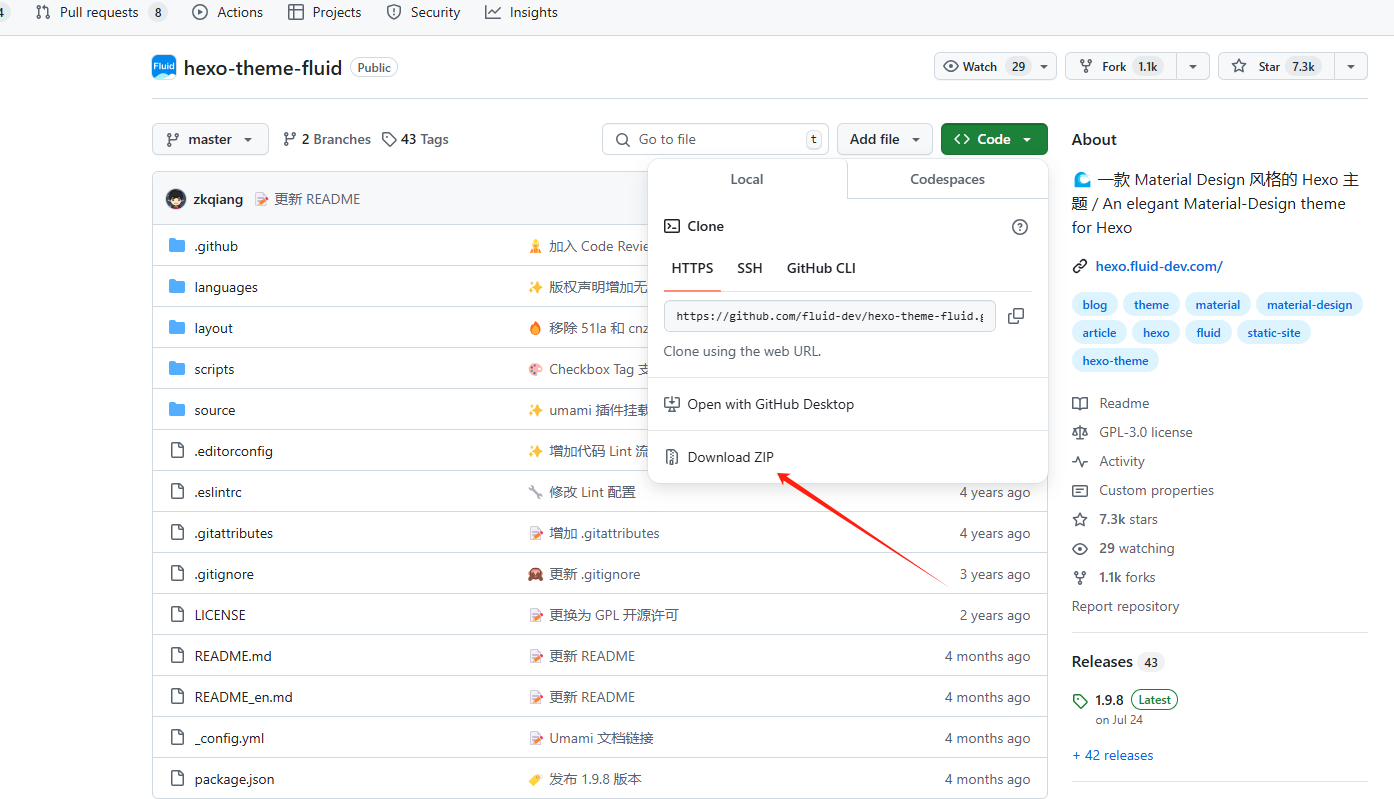 4 Pull requests 8 Actions Projects Security Insights
Fluid hexo-theme-fluid Public Watch 29 Fork 1.1k Star 7.3k
master 2 Branches 43 Tags Go to file t Add file <> Code
Local Codespaces
Clone
HTTPS SSH GitHub CLI
https://github.com/fluid-dev/hexo-theme-fluid.g
Clone using the web URL.
Open with GitHub Desktop
Download ZIP
zkqiang 更新 README
.github 加入 Code Revie
languages 版权声明增加无
layout 移除 51la 和 cnz
scripts Checkbox Tag 支
source umami 插件挂载
.editorconfig 增加代码 Lint 流
.eslintrc 修改 Lint 配置 4 years ago
.gitattributes 增加 .gitattributes 4 years ago
.gitignore 更新 .gitignore 3 years ago
LICENSE 更换为 GPL 开源许可 2 years ago
README.md 更新 README 4 months ago
README_en.md 更新 README 4 months ago
_config.yml Umami 文档链接 4 months ago
package.json 发布 1.9.8 版本 4 months ago
About
一款 Material Design 风格的 Hexo 主
题 / An elegant Material-Design theme
for Hexo
hexo.fluid-dev.com/
blog theme material material-design
article hexo fluid static-site
hexo-theme
Readme
GPL-3.0 license
Activity
Custom properties
7.3k stars
29 watching
1.1k forks
Report repository
Releases 43
1.9.8 Latest
on Jul 24
+ 42 releases